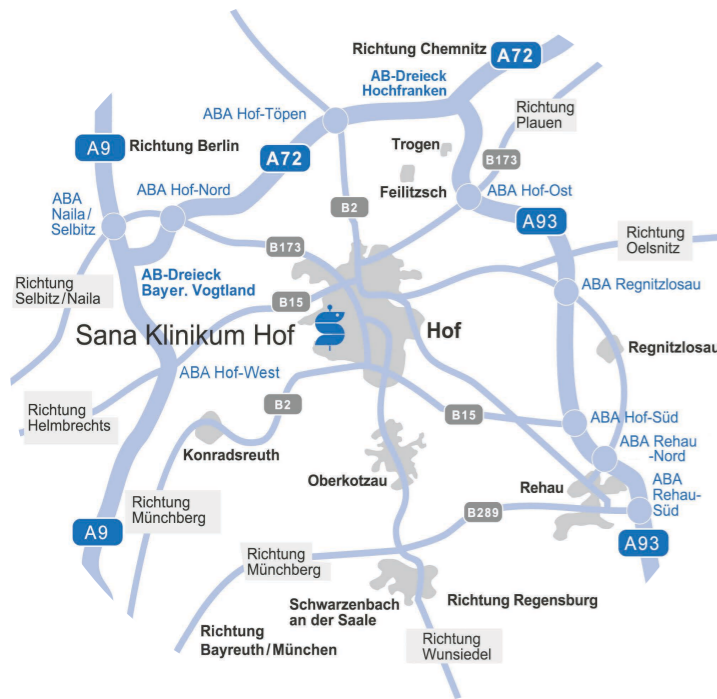 Richtung Chemnitz
A72
AB-Dreieck
Hochfranken
ABA Hof-Töpen
Richtung
Plauen
A9
Richtung Berlin
A72
Trogen
B173
Feilitzsch
ABA
Naila/
Selbitz
ABA Hof-Nord
B2
ABA Hof-Ost
A93
B173
Richtung
Oelsnitz
Richtung
Selbitz/Naila
AB-Dreieck
Bayer. Vogtland
B15
ABA Regnitzlosau
Sana Klinikum Hof
Hof
Regnitzlosau
ABA Hof-West
Richtung
Helmbrechts
B2
B15
ABA Hof-Süd
Konradsreuth
ABA Rehau
-Nord
Oberkotzau
Rehau
ABA
Rehau-
Süd
Richtung
Münchberg
B289
A9
A93
Richtung
Münchberg
Schwarzenbach
an der Saale
Richtung Regensburg
Richtung
Bayreuth/München
Richtung
Wunsiedel